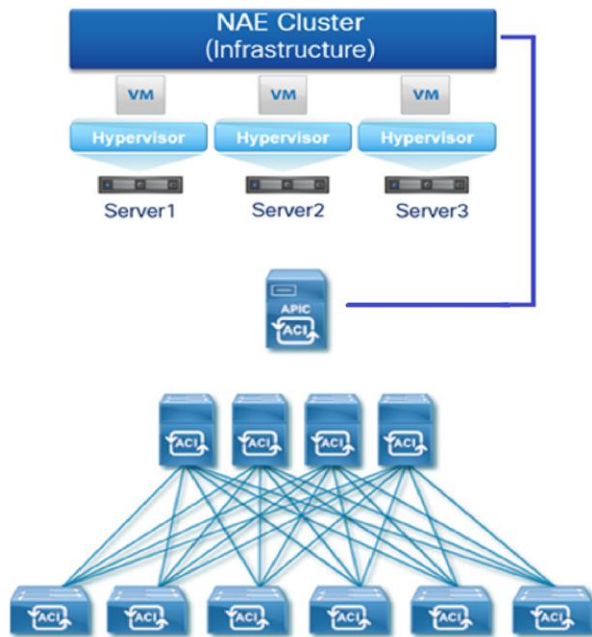 NAE Cluster
(Infrastructure)
VM VM VM
Hypervisor Hypervisor Hypervisor
Server1 Server2 Server3
APIC
ACI
ACI ACI ACI ACI
ACI ACI ACI ACI ACI ACI